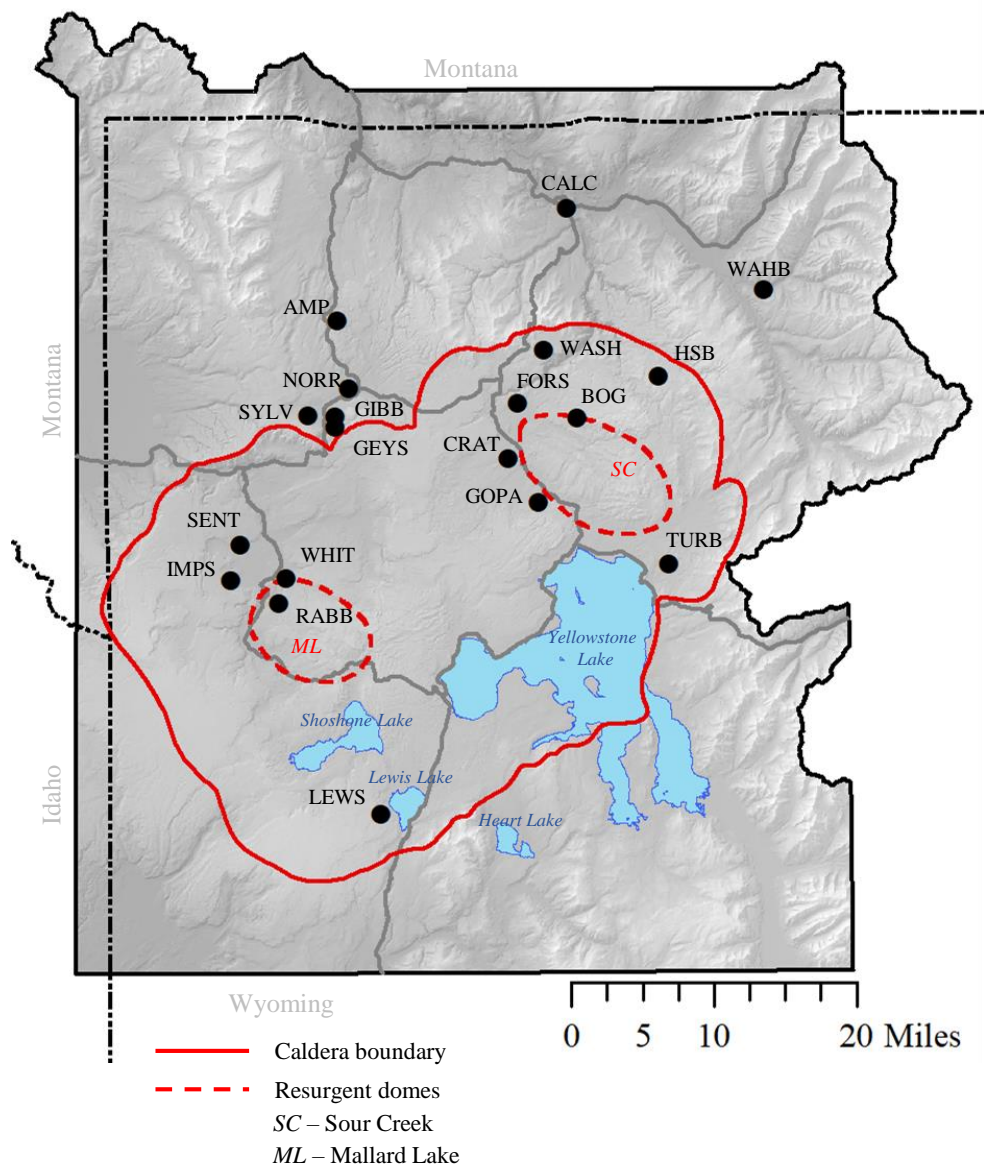 Montana
CALC
WAHB
AMP
WASH
HSB
Montana
NORR
FORS
BOG
SYLV
GIBB
GEYS
CRAT
SC
GOPA
SENT
TURB
WHIT
IMPS
RABB
ML
Yellowstone
Lake
Shoshone Lake
Lewis Lake
LEWS
Heart Lake
Idaho
Wyoming
0 5 10 20 Miles
Caldera boundary
Resurgent domes
SC – Sour Creek
ML – Mallard Lake